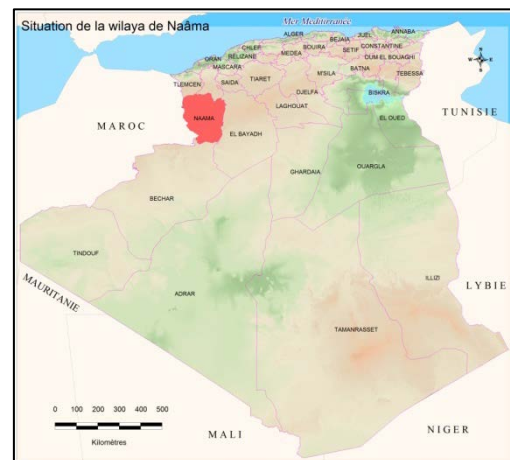 Situation de la wilaya de Naâma
Mer Mediterranée
ALGER
BEJAIA
JIJEL
ANNABA
CHLEF
BOUIRA
SETIF
CONSTANTINE
ORAN
RELIZANE
MEDEA
OUM EL BOUAGHI
MASCARA
TIARET
M'SILA
BATNA
TEBESSA
TLEMCEN
SAIDA
DJELFA
BISKRA
LAGHOUAT
EL OUED
TUNISIE
MAROC
NAAMA
EL BAYADH
GHARDAIA
OUARGLA
BECHAR
TINDOUF
ADRAR
ILLIZI
LYBIE
MAURITANIE
TAMANRASSET
0 100 200 300 400 500
Kilomètres
MALI
NIGER